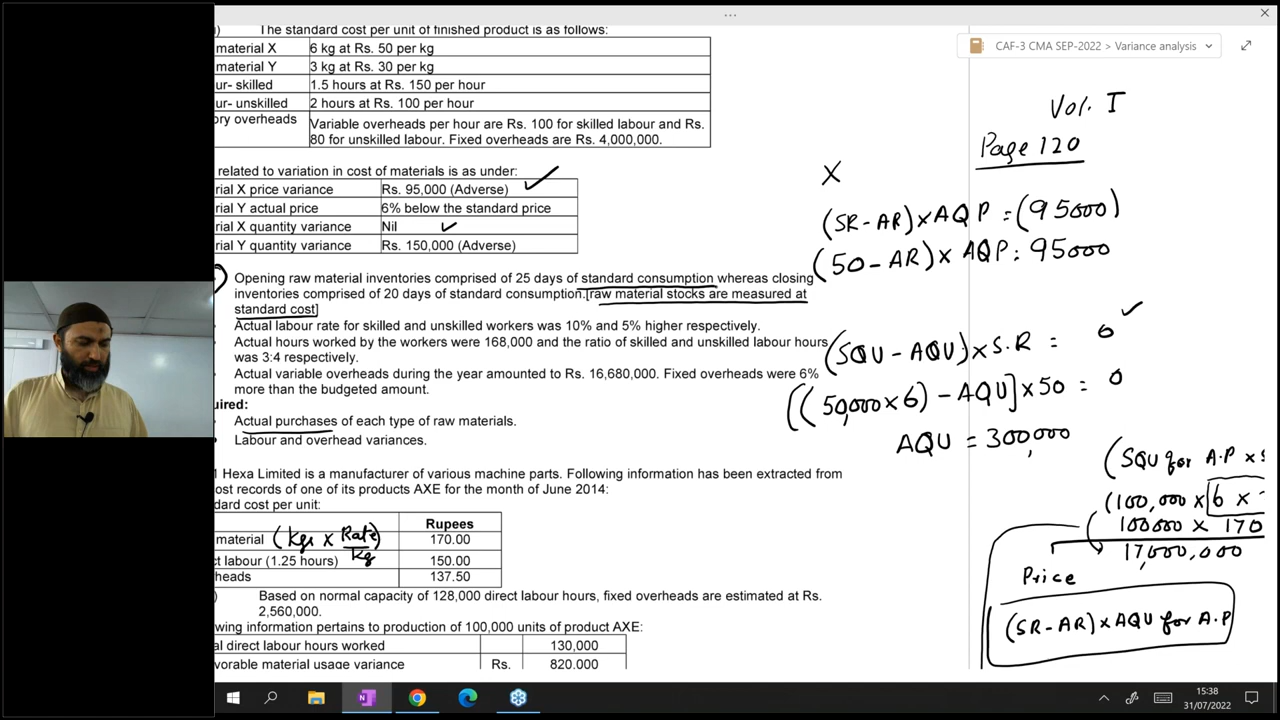 The standard cost per unit of finished product is as follows:
material X 6 kg at Rs. 50 per kg
material Y 3 kg at Rs. 30 per kg
ur- skilled 1.5 hours at Rs. 150 per hour
ur- unskilled 2 hours at Rs. 100 per hour
ory overheads Variable overheads per hour are Rs. 100 for skilled labour and Rs.
80 for unskilled labour. Fixed overheads are Rs. 4,000,000.
related to variation in cost of materials is as under:
rial X price variance Rs. 95,000 (Adverse)
rial Y actual price 6% below the standard price
rial X quantity variance Nil
rial Y quantity variance Rs. 150,000 (Adverse)
Opening raw material inventories comprised of 25 days of standard consumption whereas closing
inventories comprised of 20 days of standard consumption.[raw material stocks are measured at
standard cost]
Actual labour rate for skilled and unskilled workers was 10% and 5% higher respectively.
Actual hours worked by the workers were 168,000 and the ratio of skilled and unskilled labour hours
was 3:4 respectively.
Actual variable overheads during the year amounted to Rs. 16,680,000. Fixed overheads were 6%
more than the budgeted amount.
uired:
Actual purchases of each type of raw materials.
Labour and overhead variances.
1 Hexa Limited is a manufacturer of various machine parts. Following information has been extracted from
ost records of one of its products AXE for the month of June 2014:
dard cost per unit:
Rupees
material (kgs x Rate/kg) 170.00
ct labour (1.25 hours) 150.00
heads 137.50
) Based on normal capacity of 128,000 direct labour hours, fixed overheads are estimated at Rs.
2,560,000.
wing information pertains to production of 100,000 units of product AXE:
al direct labour hours worked 130,000
vorable material usage variance Rs. 820.000
CAF-3 CMA SEP-2022 > Variance analysis
Vol. I
Page 120
X
(SR-AR)×AQP=(95000)
(50-AR)× AQP: 95000
(SQU-AQU)×S.R = 0
((50,000×6)-AQU]×50 = 0
AQU = 300,000
(SQU for A.P ×
(100,000 × 6 ×
100000 × 170
17,000,000
Price
(SR-AR)×AQU for A.P
15:38
31/07/2022